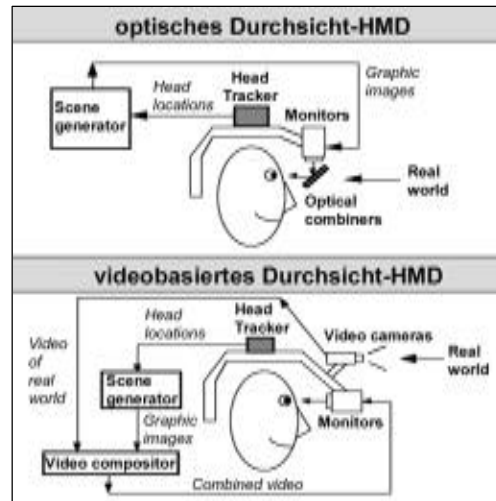 optisches Durchsicht-HMD
Head
Tracker
Graphic
images
Head
locations
Scene
generator
Monitors
Real
world
Optical
combiners
videobasiertes Durchsicht-HMD
Head
locations
Head
Tracker
Video cameras
Video
of
real
world
Real
world
Scene
generator
Graphic
images
Monitors
Video compositor
Combined video